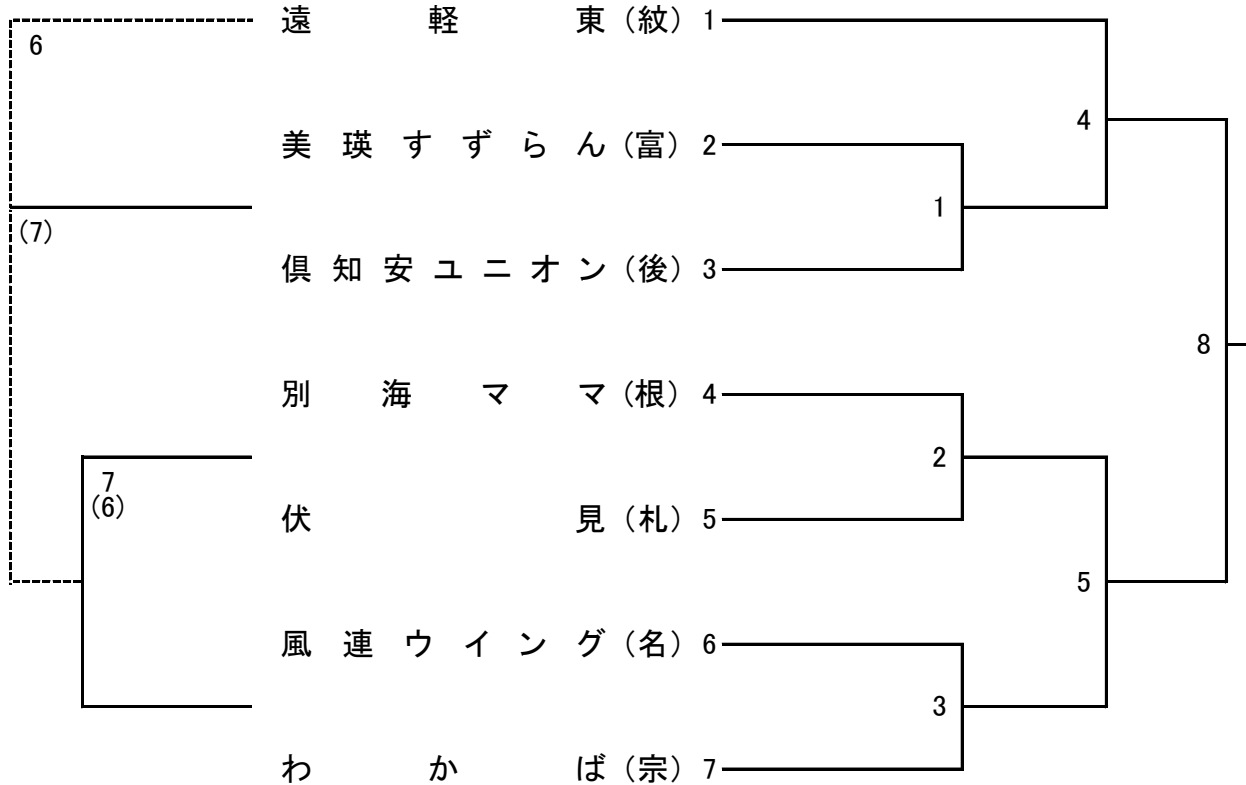 遠軽東（紋）1
6
4
美瑛すずらん（富）2
1
(7)
倶知安ユニオン（後）3
8
別海ママ（根）4
2
7
(6)
伏見（札）5
5
風連ウイング（名）6
3
わかば（宗）7